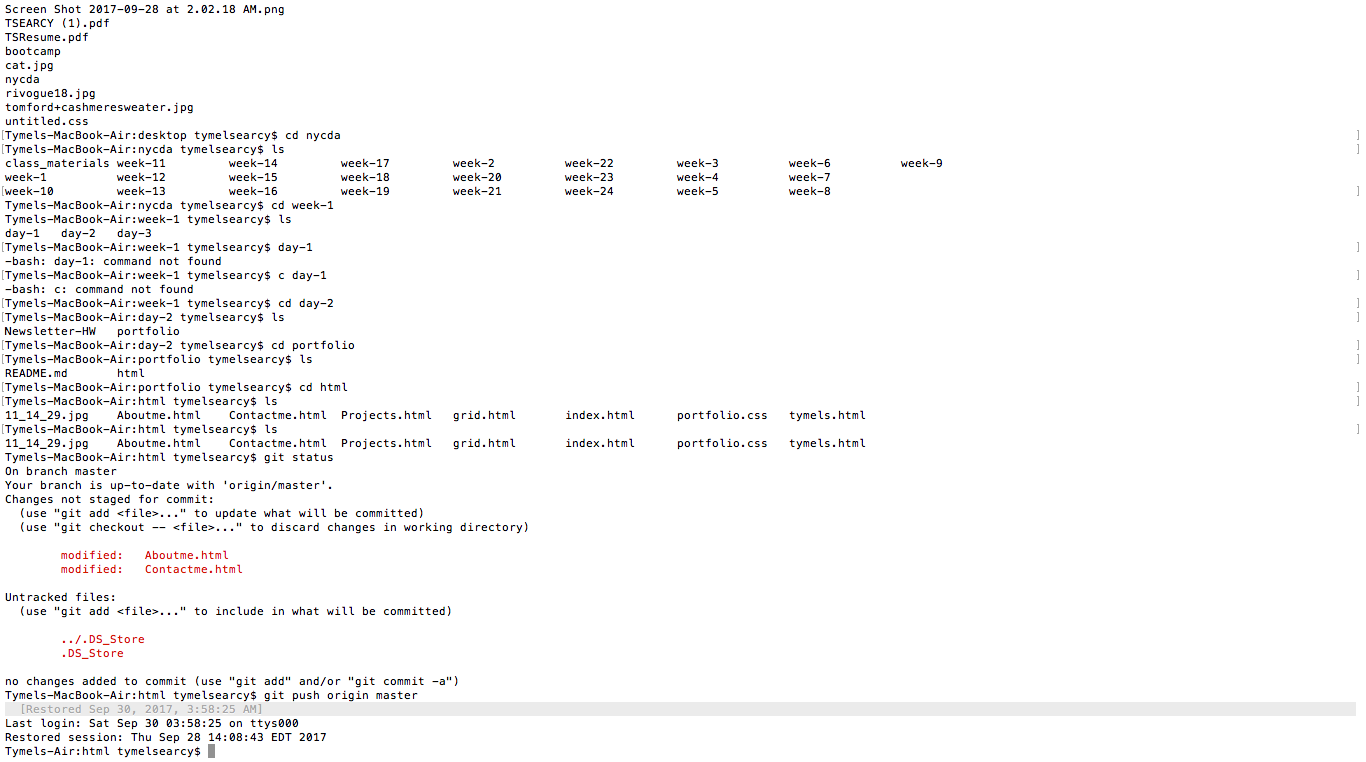 Screen Shot 2017-09-28 at 2.02.18 AM.png
TSEARCY (1).pdf
TSResume.pdf
bootcamp
cat.jpg
nycda
rivogue18.jpg
tomford+cashmeresweater.jpg
untitled.css
[Tymels-MacBook-Air:desktop tymelsearcy$ cd nycda ]
[Tymels-MacBook-Air:nycda tymelsearcy$ ls ]
class_materials week-11 week-14 week-17 week-2 week-22 week-3 week-6 week-9
week-1 week-12 week-15 week-18 week-20 week-23 week-4 week-7
[week-10 week-13 week-16 week-19 week-21 week-24 week-5 week-8 ]
Tymels-MacBook-Air:nycda tymelsearcy$ cd week-1
Tymels-MacBook-Air:week-1 tymelsearcy$ ls
day-1 day-2 day-3
[Tymels-MacBook-Air:week-1 tymelsearcy$ day-1 ]
-bash: day-1: command not found
[Tymels-MacBook-Air:week-1 tymelsearcy$ c day-1 ]
-bash: c: command not found
[Tymels-MacBook-Air:week-1 tymelsearcy$ cd day-2 ]
[Tymels-MacBook-Air:day-2 tymelsearcy$ ls ]
Newsletter-HW portfolio
[Tymels-MacBook-Air:day-2 tymelsearcy$ cd portfolio ]
[Tymels-MacBook-Air:portfolio tymelsearcy$ ls ]
README.md html
[Tymels-MacBook-Air:portfolio tymelsearcy$ cd html ]
[Tymels-MacBook-Air:html tymelsearcy$ ls ]
11_14_29.jpg Aboutme.html Contactme.html Projects.html grid.html index.html portfolio.css tymels.html
[Tymels-MacBook-Air:html tymelsearcy$ ls ]
11_14_29.jpg Aboutme.html Contactme.html Projects.html grid.html index.html portfolio.css tymels.html
Tymels-MacBook-Air:html tymelsearcy$ git status
On branch master
Your branch is up-to-date with 'origin/master'.
Changes not staged for commit:
(use "git add <file>..." to update what will be committed)
(use "git checkout -- <file>..." to discard changes in working directory)
modified: Aboutme.html
modified: Contactme.html
Untracked files:
(use "git add <file>..." to include in what will be committed)
../.DS_Store
.DS_Store
no changes added to commit (use "git add" and/or "git commit -a")
Tymels-MacBook-Air:html tymelsearcy$ git push origin master
[Restored Sep 30, 2017, 3:58:25 AM]
Last login: Sat Sep 30 03:58:25 on ttys000
Restored session: Thu Sep 28 14:08:43 EDT 2017
Tymels-Air:html tymelsearcy$